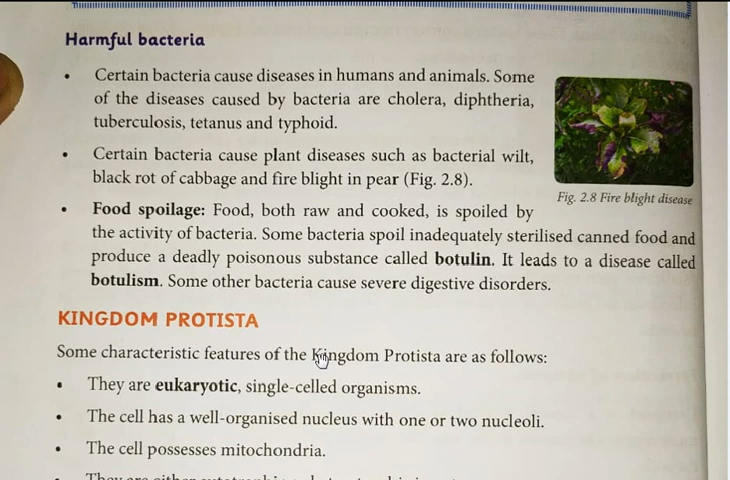 Harmful bacteria
• Certain bacteria cause diseases in humans and animals. Some
of the diseases caused by bacteria are cholera, diphtheria,
tuberculosis, tetanus and typhoid.
• Certain bacteria cause plant diseases such as bacterial wilt,
black rot of cabbage and fire blight in pear (Fig. 2.8).
Fig. 2.8 Fire blight disease
• Food spoilage: Food, both raw and cooked, is spoiled by
the activity of bacteria. Some bacteria spoil inadequately sterilised canned food and
produce a deadly poisonous substance called botulin. It leads to a disease called
botulism. Some other bacteria cause severe digestive disorders.
KINGDOM PROTISTA
Some characteristic features of the Kingdom Protista are as follows:
• They are eukaryotic, single-celled organisms.
• The cell has a well-organised nucleus with one or two nucleoli.
• The cell possesses mitochondria.
• They are either